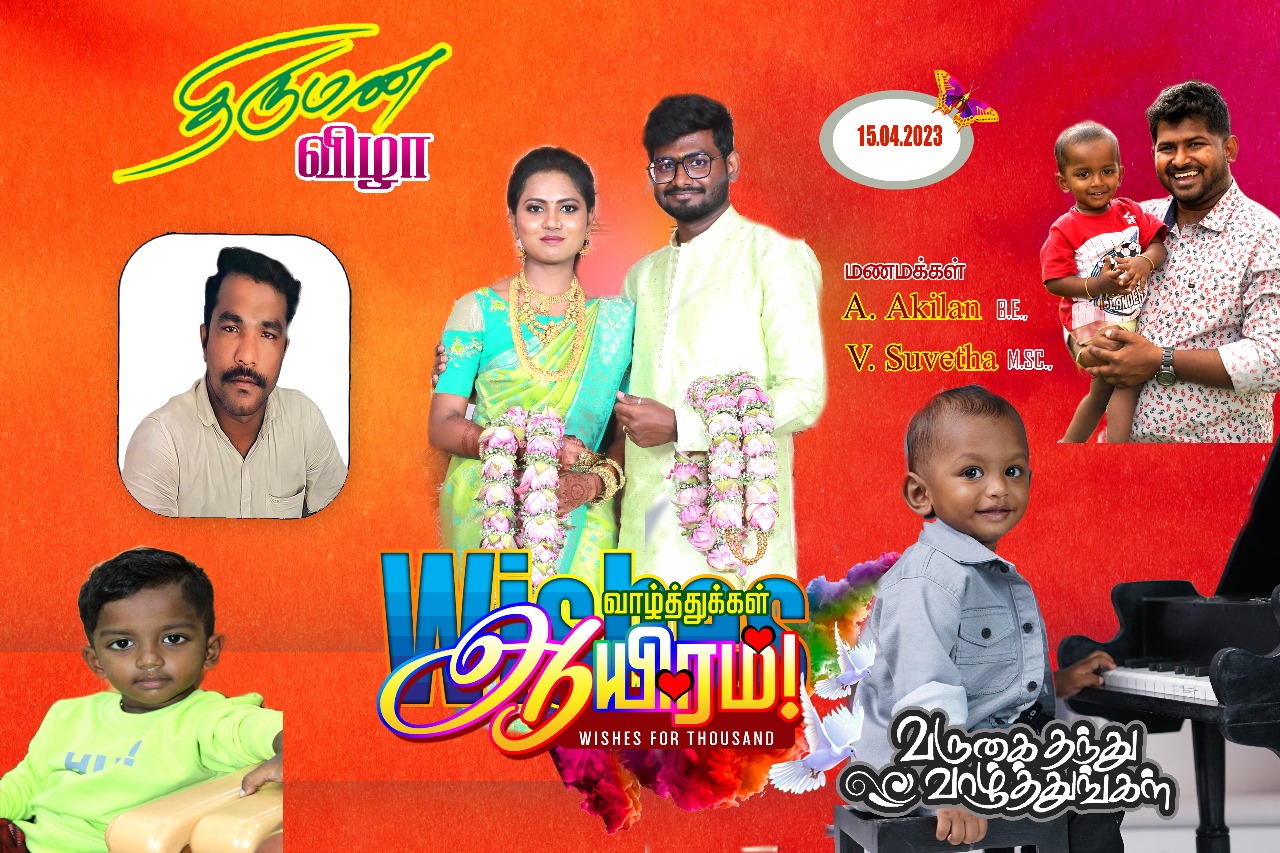 திருமண
விழா
15.04.2023
மணமக்கள்
A. Akilan B.E.,
V. Suvetha M.SC.,
HU!
Wishes
வாழ்த்துக்கள்
ஆயிரம்!
WISHES FOR THOUSAND
வருகை தந்து
வாழ்த்துங்கள்